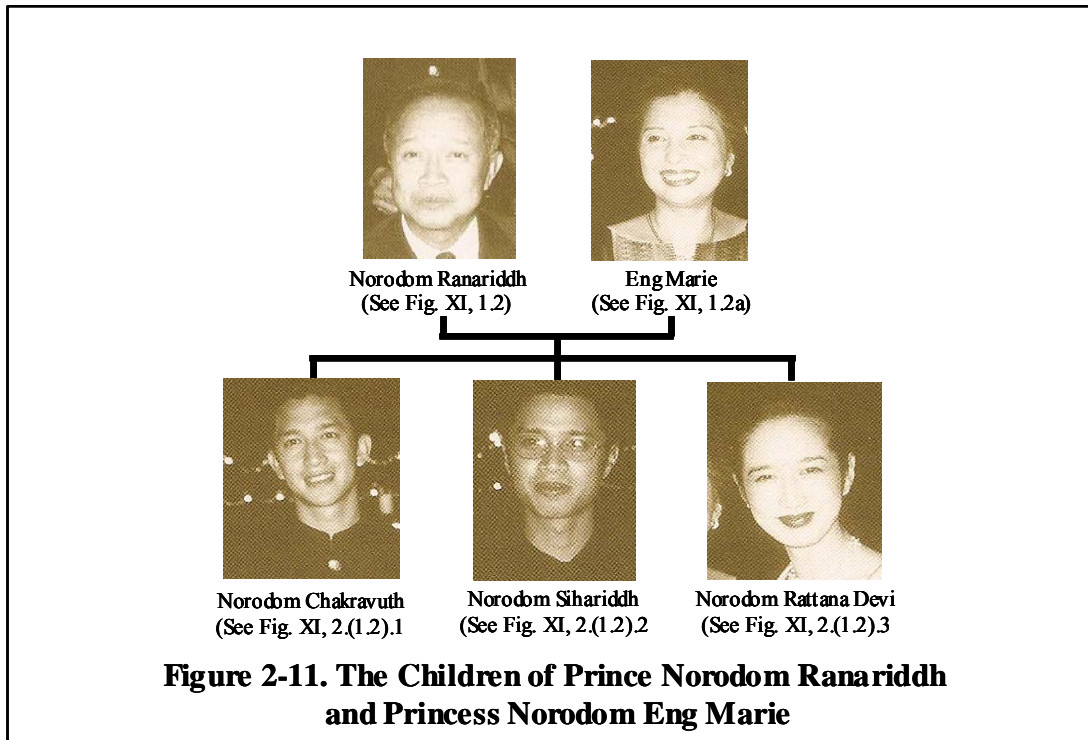 Norodom Ranariddh
(See Fig. XI, 1.2)
Eng Marie
(See Fig. XI, 1.2a)
Norodom Chakravuth
(See Fig. XI, 2.(1.2).1
Norodom Sihariddh
(See Fig. XI, 2.(1.2).2
Norodom Rattana Devi
(See Fig. XI, 2.(1.2).3
Figure 2-11. The Children of Prince Norodom Ranariddh
and Princess Norodom Eng Marie